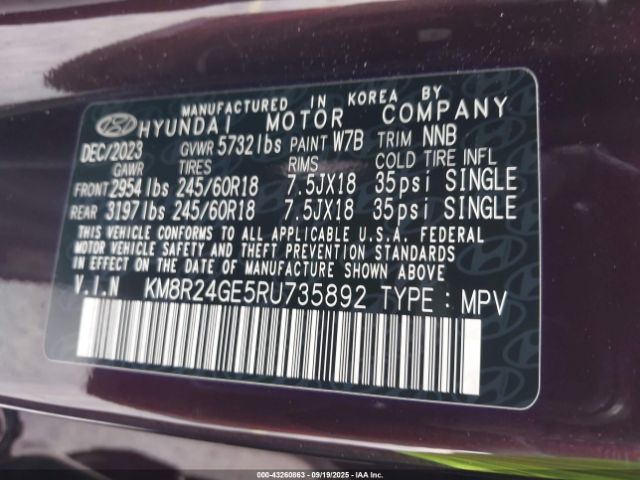 MANUFACTURED IN KOREA BY
HYUNDAI MOTOR COMPANY
DEC/2023 GVWR 5732lbs PAINT W7B TRIM NNB
GAWR TIRES RIMS COLD TIRE INFL
FRONT 2954lbs 245/60R18 7.5JX18 35psi SINGLE
REAR 3197lbs 245/60R18 7.5JX18 35psi SINGLE
THIS VEHICLE CONFORMS TO ALL APPLICABLE U.S.A. FEDERAL
MOTOR VEHICLE SAFETY AND THEFT PREVENTION STANDARDS
IN EFFECT ON THE DATE OF MANUFACTURE SHOWN ABOVE.
V.I.N KM8R24GE5RU735892 TYPE : MPV
000-43260863 - 09/19/2025 - IAAI.COM